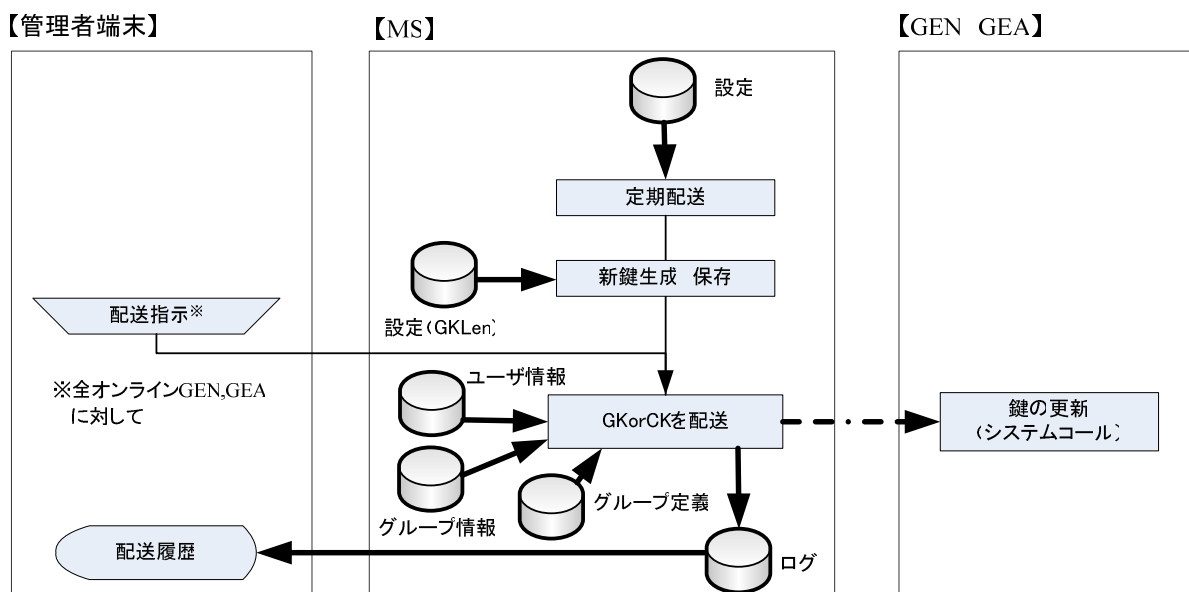 【管理者端末】
【MS】
【GEN GEA】
設定
定期配送
新鍵生成 保存
設定(GKLen)
配送指示※
※全オンラインGEN,GEA
に対して
ユーザ情報
GKorCKを配送
鍵の更新
(システムコール)
グループ定義
グループ情報
配送履歴
ログ